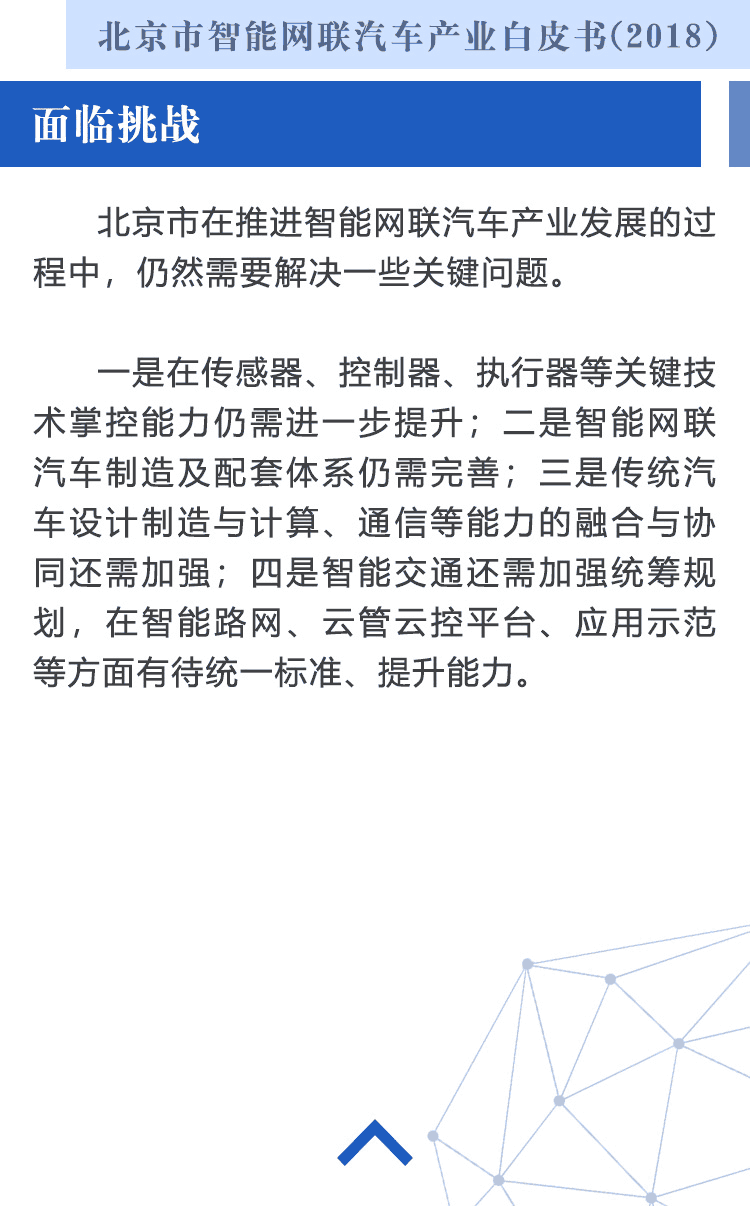 北京市智能网联汽车产业白皮书(2018)
面临挑战
北京市在推进智能网联汽车产业发展的过
程中，仍然需要解决一些关键问题。
一是在传感器、控制器、执行器等关键技
术掌控能力仍需进一步提升；二是智能网联
汽车制造及配套体系仍需完善；三是传统汽
车设计制造与计算、通信等能力的融合与协
同还需加强；四是智能交通还需加强统筹规
划，在智能路网、云管云控平台、应用示范
等方面有待统一标准、提升能力。